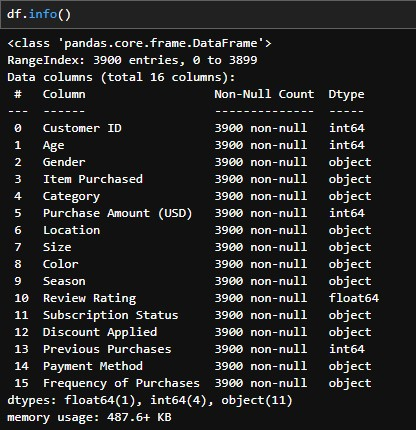 df.info()
<class 'pandas.core.frame.DataFrame'>
RangeIndex: 3900 entries, 0 to 3899
Data columns (total 16 columns):
 #   Column                  Non-Null Count  Dtype
---  ------                  --------------  -----
 0   Customer ID             3900 non-null   int64
 1   Age                     3900 non-null   int64
 2   Gender                  3900 non-null   object
 3   Item Purchased          3900 non-null   object
 4   Category                3900 non-null   object
 5   Purchase Amount (USD)   3900 non-null   int64
 6   Location                3900 non-null   object
 7   Size                    3900 non-null   object
 8   Color                   3900 non-null   object
 9   Season                  3900 non-null   object
 10  Review Rating           3900 non-null   float64
 11  Subscription Status     3900 non-null   object
 12  Discount Applied        3900 non-null   object
 13  Previous Purchases      3900 non-null   int64
 14  Payment Method          3900 non-null   object
 15  Frequency of Purchases  3900 non-null   object
dtypes: float64(1), int64(4), object(11)
memory usage: 487.6+ KB